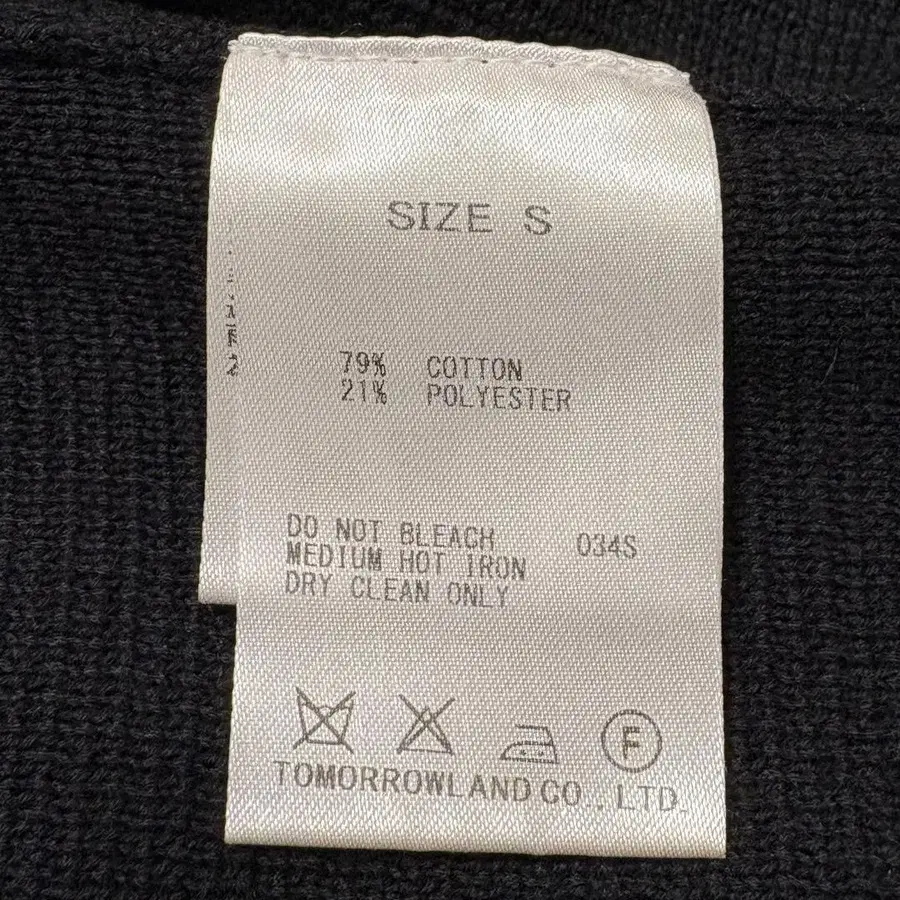 SIZE S
79% COTTON
21% POLYESTER
DO NOT BLEACH 034S
MEDIUM HOT IRON
DRY CLEAN ONLY
F
TOMORROWLAND CO., LTD.